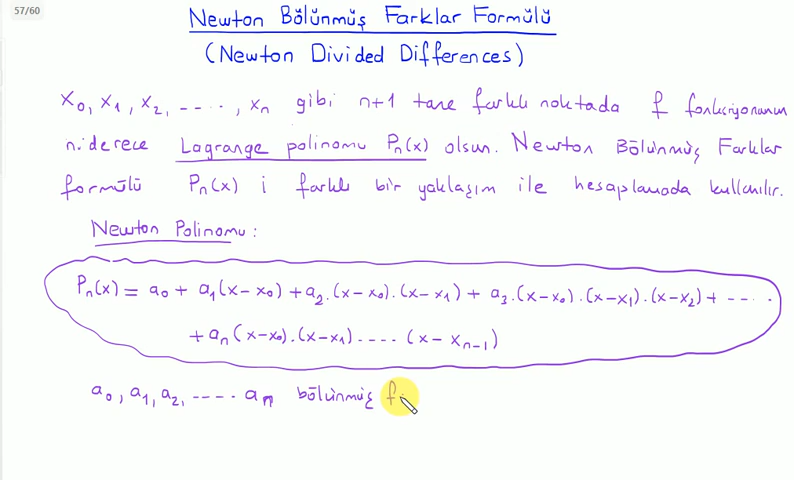 57/60
Newton Bölünmüş Farklar Formülü
(Newton Divided Differences)
x₀, x₁, x₂, ----, xₙ gibi n+1 tane farklı noktada f fonksiyonunun
n.derece Lagrange polinomu Pₙ(x) olsun. Newton Bölünmüş Farklar
formülü Pₙ(x) i farklı bir yaklaşım ile hesaplamada kullanılır.
Newton Polinomu:
Pₙ(x) = a₀ + a₁(x-x₀) + a₂.(x-x₀).(x-x₁) + a₃.(x-x₀).(x-x₁).(x-x₂) + --- . .
+ aₙ(x-x₀).(x-x₁) .... (x-xₙ₋₁)
a₀, a₁, a₂, ----. aₙ bölünmüş f